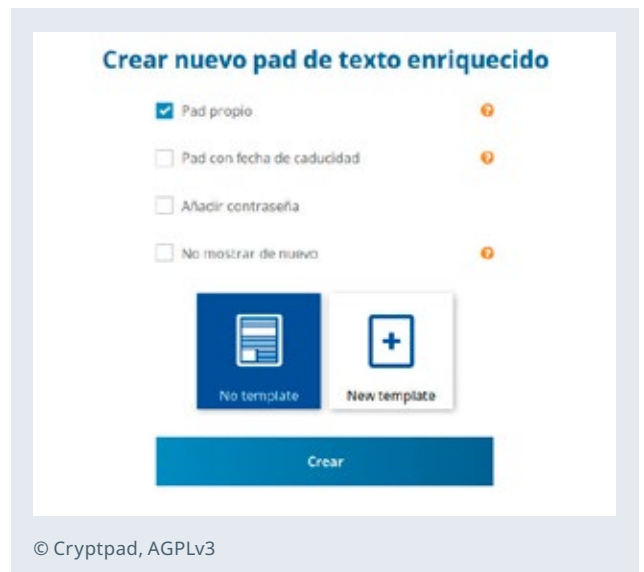 Crear nuevo pad de texto enriquecido
Pad propio
Pad con fecha de caducidad
Añadir contraseña
No mostrar de nuevo
No template
New template
Crear
© Cryptpad, AGPLv3